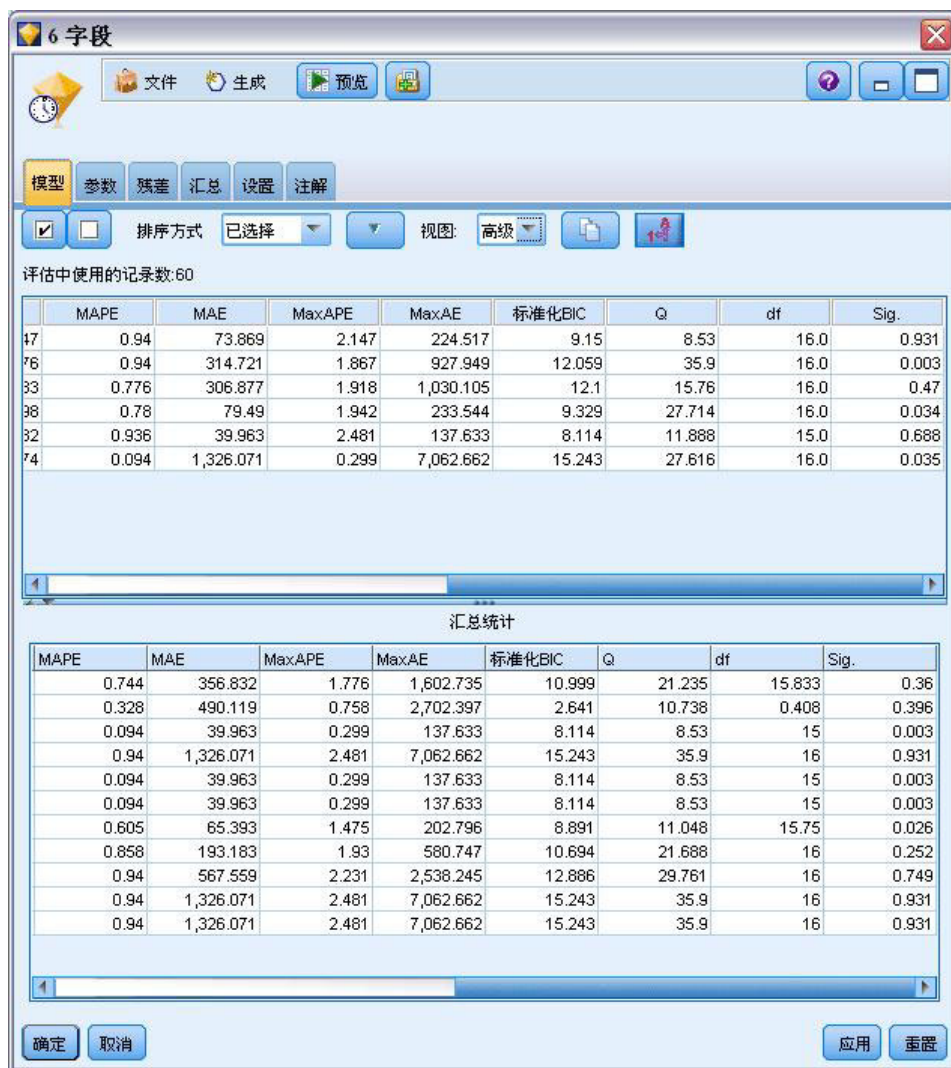 6 字段
文件 生成 预览
模型 参数 残差 汇总 设置 注解
排序方式 已选择 视图: 高级
评估中使用的记录数:60
MAPE MAE MaxAPE MaxAE 标准化BIC Q df Sig.
47 0.94 73.869 2.147 224.517 9.15 8.53 16.0 0.931
76 0.94 314.721 1.867 927.949 12.059 35.9 16.0 0.003
33 0.776 306.877 1.918 1,030.105 12.1 15.76 16.0 0.47
98 0.78 79.49 1.942 233.544 9.329 27.714 16.0 0.034
32 0.936 39.963 2.481 137.633 8.114 11.888 15.0 0.688
74 0.094 1,326.071 0.299 7,062.662 15.243 27.616 16.0 0.035
汇总统计
MAPE MAE MaxAPE MaxAE 标准化BIC Q df Sig.
0.744 356.832 1.776 1,602.735 10.999 21.235 15.833 0.36
0.328 490.119 0.758 2,702.397 2.641 10.738 0.408 0.396
0.094 39.963 0.299 137.633 8.114 8.53 15 0.003
0.94 1,326.071 2.481 7,062.662 15.243 35.9 16 0.931
0.094 39.963 0.299 137.633 8.114 8.53 15 0.003
0.094 39.963 0.299 137.633 8.114 8.53 15 0.003
0.605 65.393 1.475 202.796 8.891 11.048 15.75 0.026
0.858 193.183 1.93 580.747 10.694 21.688 16 0.252
0.94 567.559 2.231 2,538.245 12.886 29.761 16 0.749
0.94 1,326.071 2.481 7,062.662 15.243 35.9 16 0.931
0.94 1,326.071 2.481 7,062.662 15.243 35.9 16 0.931
确定 取消 应用 重置